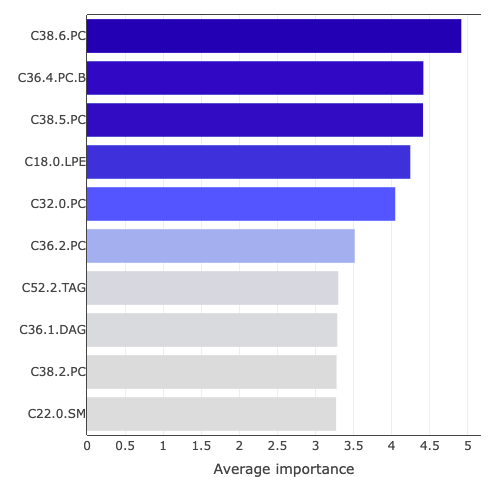 C38.6.PC
C36.4.PC.B
C38.5.PC
C18.0.LPE
C32.0.PC
C36.2.PC
C52.2.TAG
C36.1.DAG
C38.2.PC
C22.0.SM
0 0.5 1 1.5 2 2.5 3 3.5 4 4.5 5
Average importance